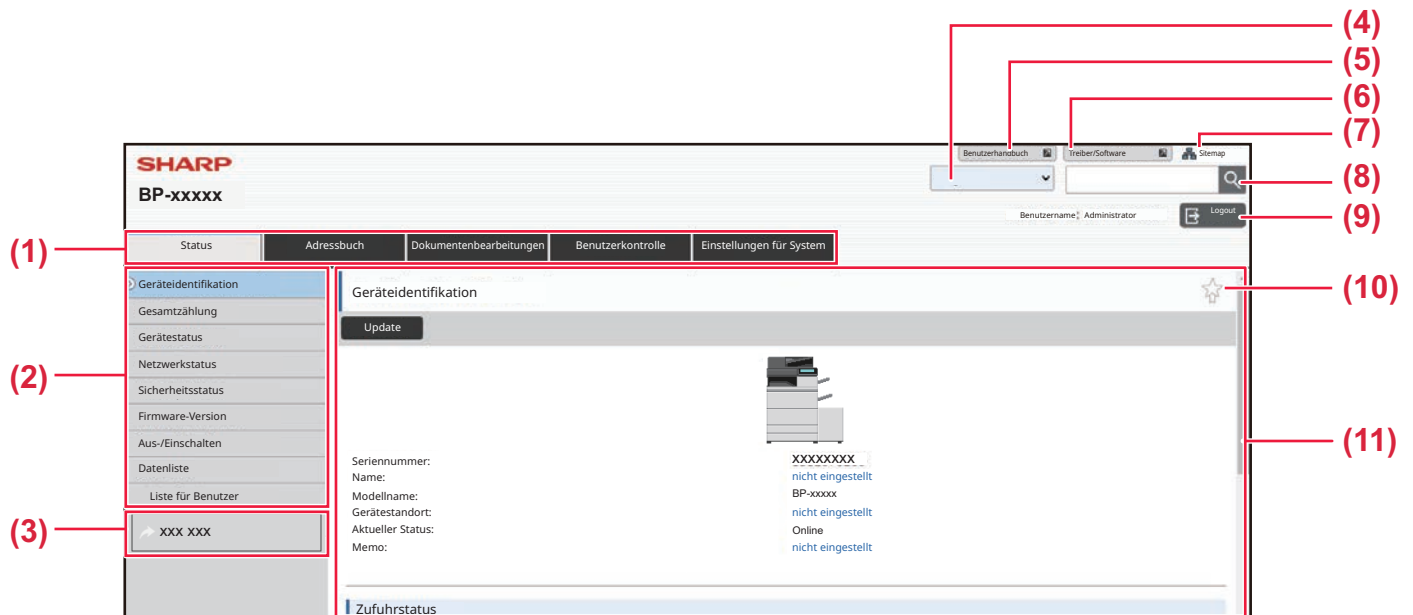 (4)
(5)
(6)
(7)
Benutzerhandbuch Treiber/Software Sitemap
SHARP
(8)
BP-xxxxx
Benutzername: Administrator Logout
(9)
(1)
Status Adressbuch Dokumentenbearbeitungen Benutzerkontrolle Einstellungen für System
Geräteidentifikation
Gesamtzählung
Gerätestatus
Netzwerkstatus
(2)
Sicherheitsstatus
Firmware-Version
Aus-/Einschalten
Datenliste
Liste für Benutzer
(3)
XXX XXX
Geräteidentifikation
(10)
Update
(11)
Seriennummer: XXXXXXXX
Name: nicht eingestellt
Modellname: BP-xxxxx
Gerätestandort: nicht eingestellt
Aktueller Status: Online
Memo: nicht eingestellt
Zufuhrstatus